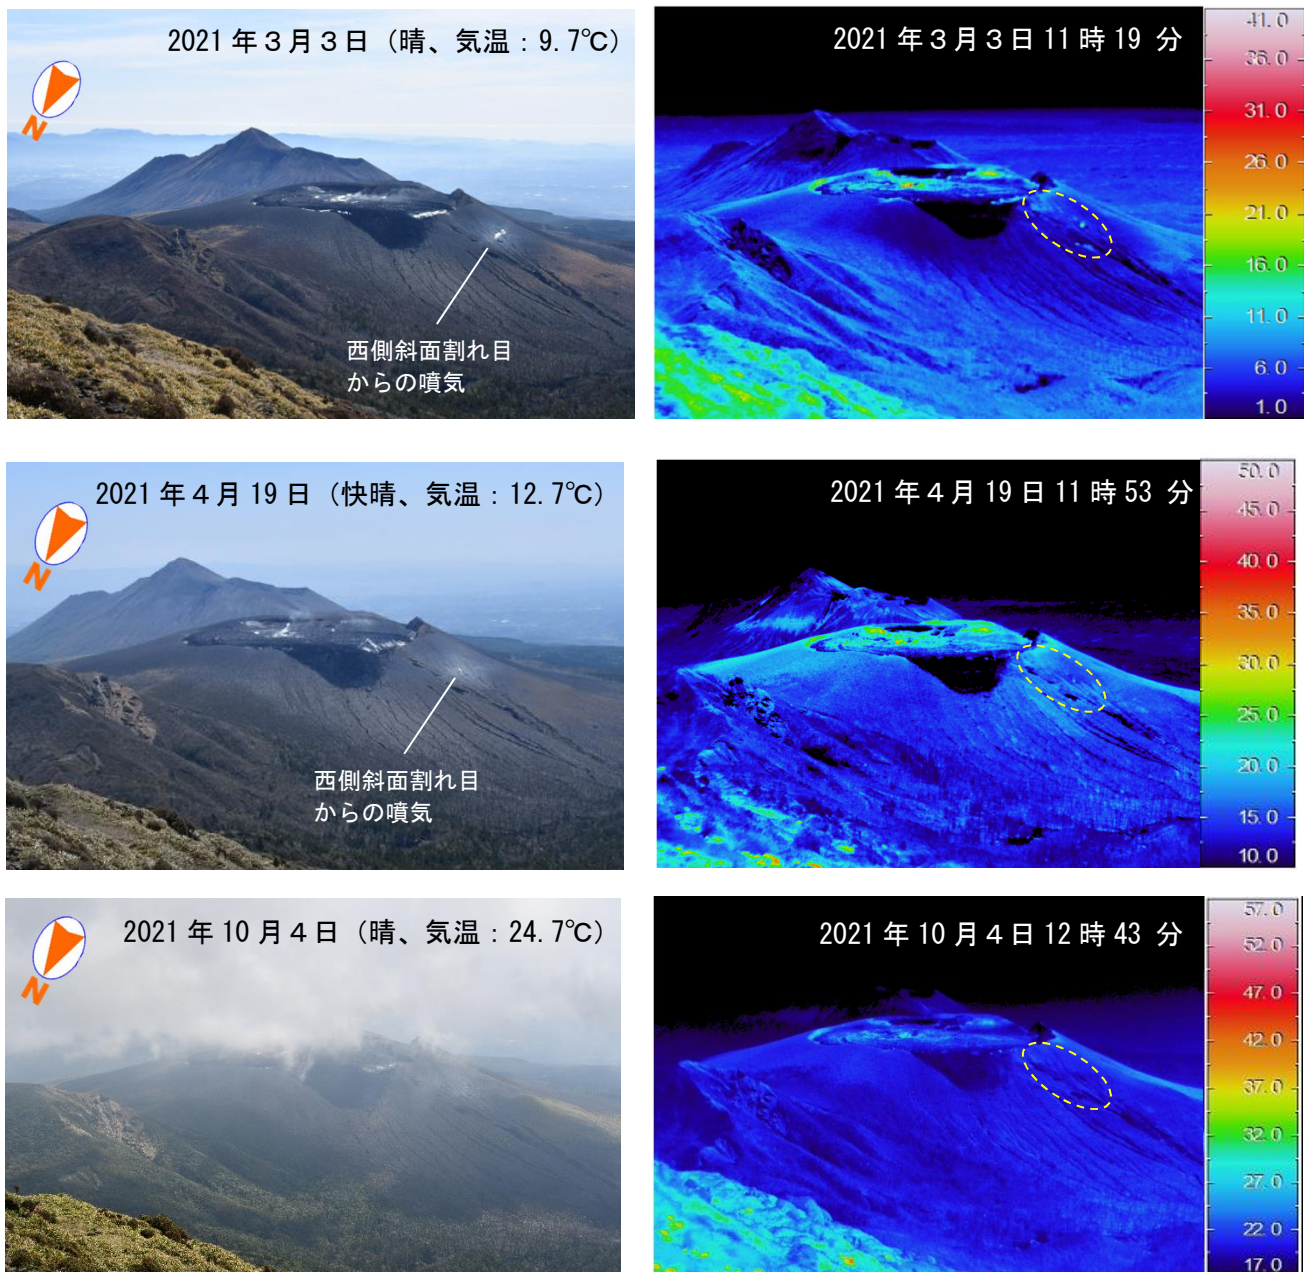 2021年3月3日（晴、気温：9.7℃）
N
西側斜面割れ目
からの噴気
2021年3月3日11時19 分
41.0
36.0
31.0
26.0
21.0
16.0
11.0
6.0
1.0
2021年4月19日（快晴、気温：12.7℃）
N
西側斜面割れ目
からの噴気
2021年4月19日11時53 分
50.0
45.0
40.0
35.0
30.0
25.0
20.0
15.0
10.0
2021年10月4日（晴、気温：24.7℃）
N
2021年10月4日12時43 分
57.0
52.0
47.0
42.0
37.0
32.0
27.0
22.0
17.0